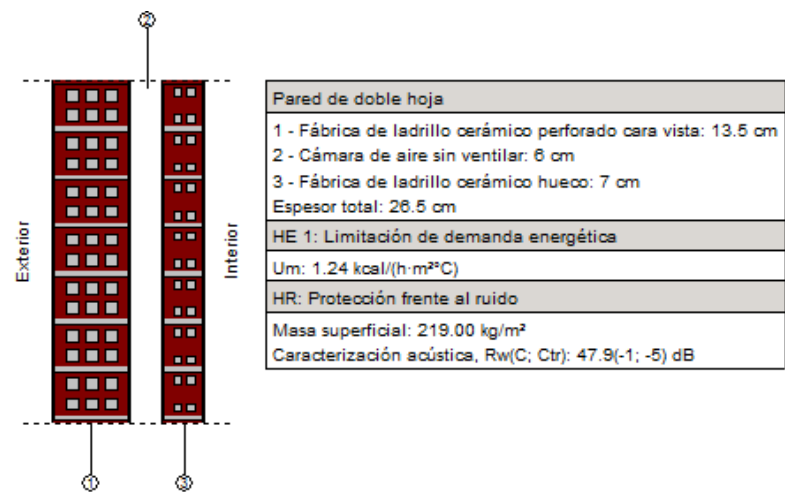 2
Exterior
Interior
1
3
Pared de doble hoja
1 - Fábrica de ladrillo cerámico perforado cara vista: 13.5 cm
2 - Cámara de aire sin ventilar: 6 cm
3 - Fábrica de ladrillo cerámico hueco: 7 cm
Espesor total: 26.5 cm
HE 1: Limitación de demanda energética
Um: 1.24 kcal/(h·m²°C)
HR: Protección frente al ruido
Masa superficial: 219.00 kg/m²
Caracterización acústica, Rw(C; Ctr): 47.9(-1; -5) dB